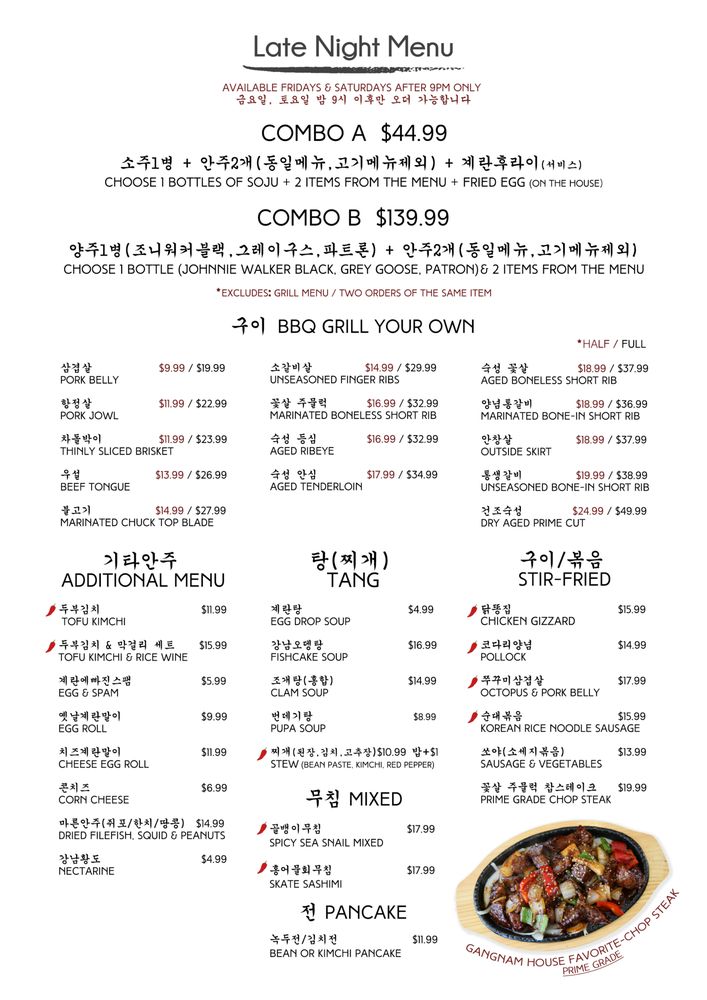 Late Night Menu
AVAILABLE FRIDAYS & SATURDAYS AFTER 9PM ONLY
금요일, 토요일 밤 9시 이후만 오더 가능합니다
COMBO A $44.99
소주1병 + 안주2개(동일메뉴,고기메뉴제외) + 계란후라이(서비스)
CHOOSE 1 BOTTLES OF SOJU + 2 ITEMS FROM THE MENU + FRIED EGG (ON THE HOUSE)
COMBO B $139.99
양주1병(조니워커블랙,그레이구스,파트론) + 안주2개(동일메뉴,고기메뉴제외)
CHOOSE 1 BOTTLE (JOHNNIE WALKER BLACK, GREY GOOSE, PATRON)& 2 ITEMS FROM THE MENU
*EXCLUDES: GRILL MENU / TWO ORDERS OF THE SAME ITEM
구이 BBQ GRILL YOUR OWN
*HALF / FULL
삼겹살 $9.99 / $19.99
PORK BELLY
항정살 $11.99 / $22.99
PORK JOWL
차돌박이 $11.99 / $23.99
THINLY SLICED BRISKET
우설 $13.99 / $26.99
BEEF TONGUE
불고기 $14.99 / $27.99
MARINATED CHUCK TOP BLADE
소갈비살 $14.99 / $29.99
UNSEASONED FINGER RIBS
꽃살 주물럭 $16.99 / $32.99
MARINATED BONELESS SHORT RIB
숙성 등심 $16.99 / $32.99
AGED RIBEYE
숙성 안심 $17.99 / $34.99
AGED TENDERLOIN
숙성 꽃살 $18.99 / $37.99
AGED BONELESS SHORT RIB
양념통갈비 $18.99 / $36.99
MARINATED BONE-IN SHORT RIB
안창살 $18.99 / $37.99
OUTSIDE SKIRT
통생갈비 $19.99 / $38.99
UNSEASONED BONE-IN SHORT RIB
건조숙성 $24.99 / $49.99
DRY AGED PRIME CUT
기타안주
ADDITIONAL MENU
두부김치 $11.99
TOFU KIMCHI
두부김치 & 막걸리 세트 $15.99
TOFU KIMCHI & RICE WINE
계란에빠진스팸 $5.99
EGG & SPAM
옛날계란말이 $9.99
EGG ROLL
치즈계란말이 $11.99
CHEESE EGG ROLL
콘치즈 $6.99
CORN CHEESE
마른안주(쥐포/한치/땅콩) $14.99
DRIED FILEFISH, SQUID & PEANUTS
강남황도 $4.99
NECTARINE
탕(찌개)
TANG
계란탕 $4.99
EGG DROP SOUP
강남오뎅탕 $16.99
FISHCAKE SOUP
조개탕(홍합) $14.99
CLAM SOUP
번데기탕 $8.99
PUPA SOUP
찌개(된장,김치,고추장)$10.99 밥+$1
STEW (BEAN PASTE, KIMCHI, RED PEPPER)
무침 MIXED
골뱅이무침 $17.99
SPICY SEA SNAIL MIXED
홍어물회무침 $17.99
SKATE SASHIMI
전 PANCAKE
녹두전/김치전 $11.99
BEAN OR KIMCHI PANCAKE
구이/볶음
STIR-FRIED
닭똥집 $15.99
CHICKEN GIZZARD
코다리양념 $14.99
POLLOCK
쭈꾸미삼겹살 $17.99
OCTOPUS & PORK BELLY
순대볶음 $15.99
KOREAN RICE NOODLE SAUSAGE
쏘야(소세지볶음) $13.99
SAUSAGE & VEGETABLES
꽃살 주물럭 찹스테이크 $19.99
PRIME GRADE CHOP STEAK
GANGNAM HOUSE FAVORITE-CHOP STEAK
PRIME GRADE